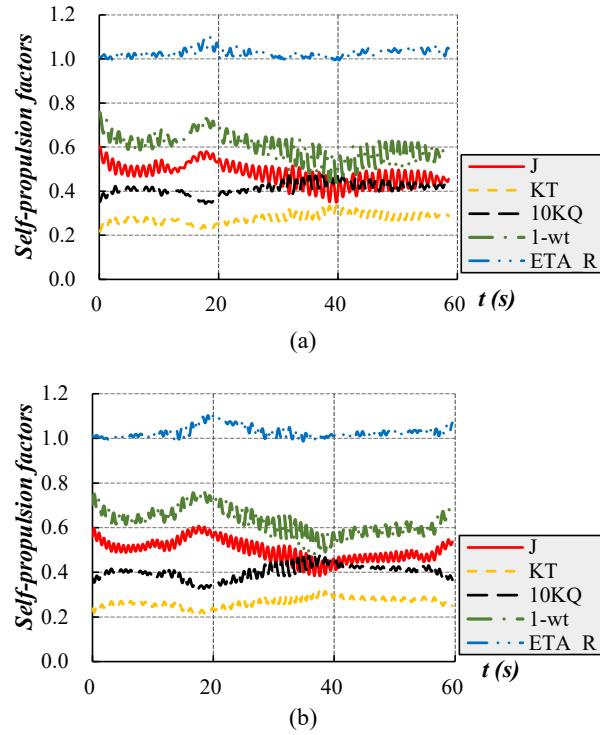 1.2
1.0
0.8
0.6
0.4
0.2
0.0
Self-propulsion factors
0 20 40 60
t (s)
J
KT
10KQ
1-wt
ETA_R
(a)
1.2
1.0
0.8
0.6
0.4
0.2
0.0
Self-propulsion factors
0 20 40 60
t (s)
J
KT
10KQ
1-wt
ETA_R
(b)